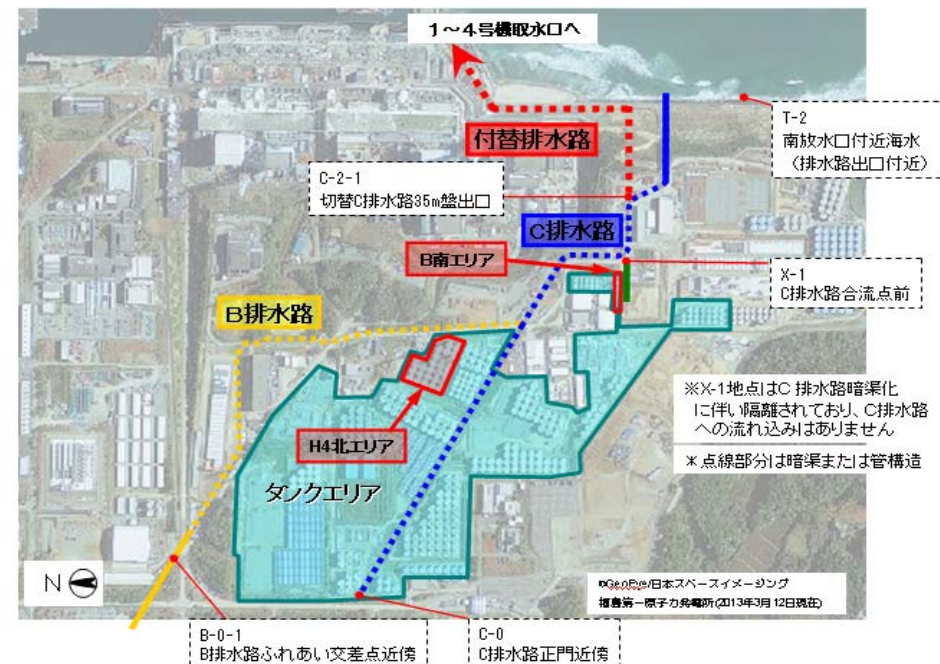 1～4号機取水口へ
T-2
南放水口付近海水
（排水路出口付近）
付替排水路
C-2-1
切替C排水路35m盤出口
C排水路
B南エリア
X-1
C排水路合流点前
B排水路
※X-1地点はC排水路暗渠化
に伴い隔離されており、C排水路
への流れ込みはありません
＊点線部分は暗渠または管構造
H4北エリア
タンクエリア
N
©GeoEye/日本スペースイメージング
福島第一原子力発電所(2013年3月12日現在)
B-0-1
B排水路ふれあい交差点近傍
C-0
C排水路正門近傍